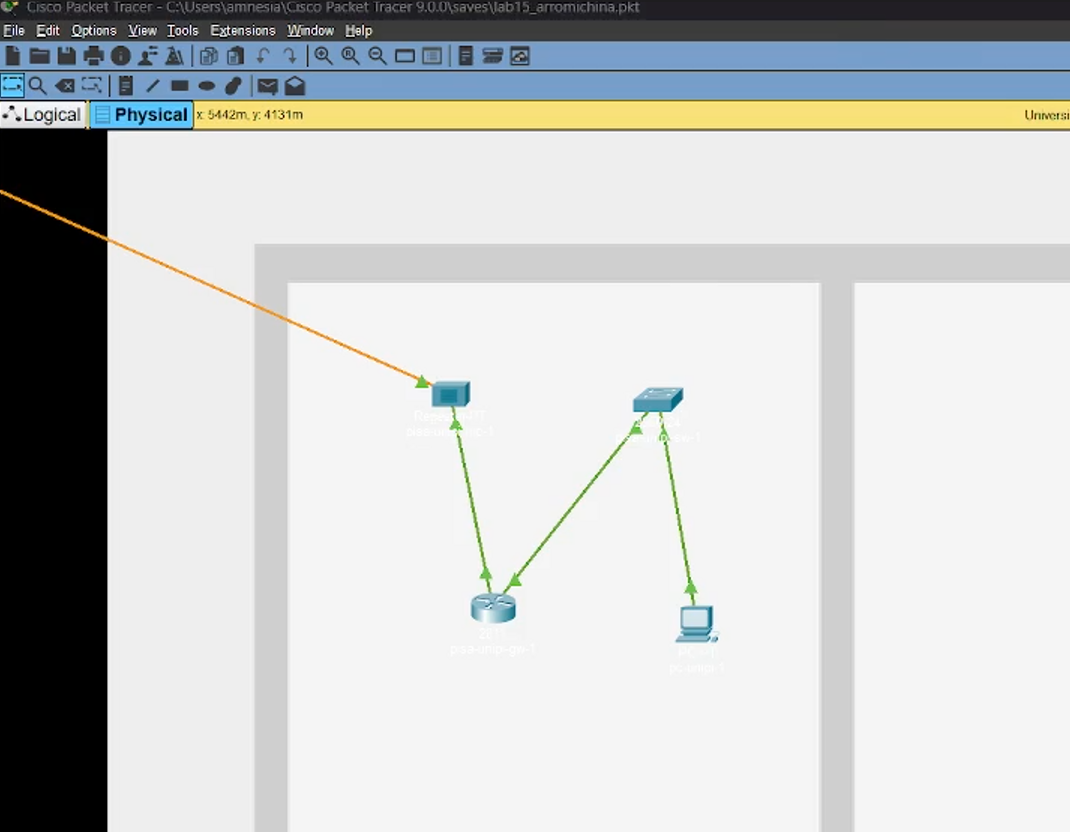 Cisco Packet Tracer - C:\Users\amnesia\Cisco Packet Tracer 9.0.0\saves\lab15_arromichina.pkt
File Edit Options View Tools Extensions Window Help
Logical Physical x: 5442m, y: 4131m Universi
pisa-unipi-gw-1
pc-unipi-1